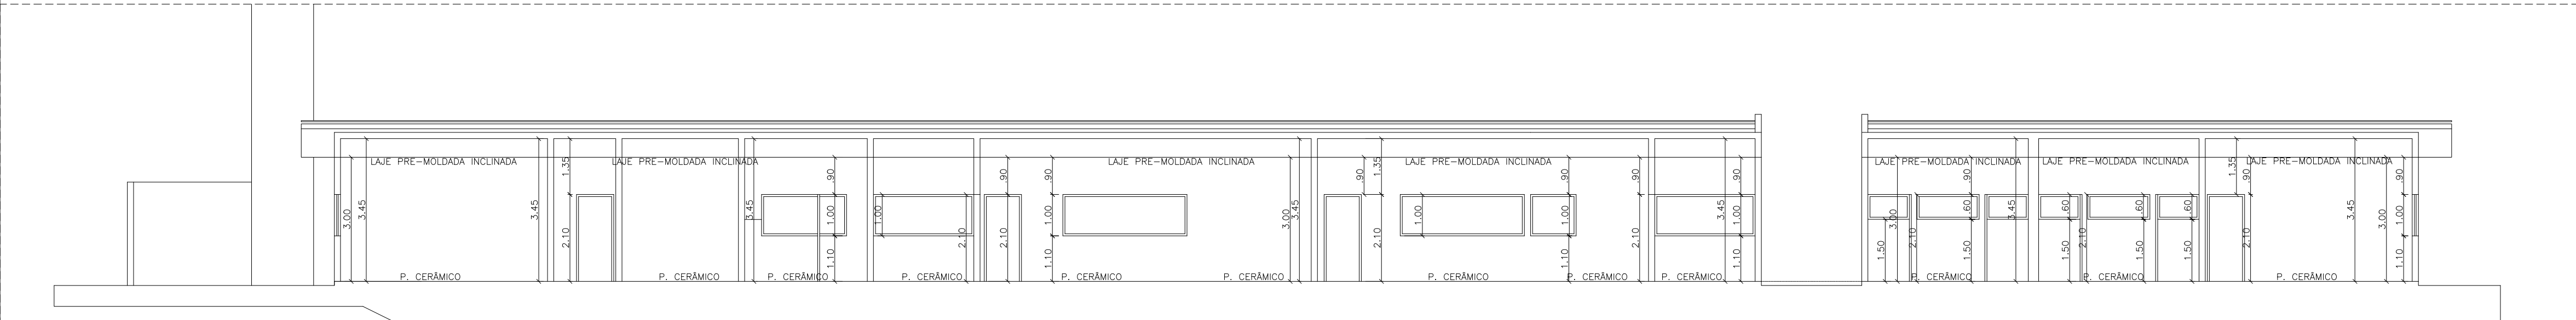 LAJE PRE-MOLDADA INCLINADA
LAJE PRE-MOLDADA INCLINADA
LAJE PRE-MOLDADA INCLINADA
LAJE PRE-MOLDADA INCLINADA
LAJE PRE-MOLDADA INCLINADA
LAJE PRE-MOLDADA INCLINADA
LAJE PRE-MOLDADA INCLINADA
3.00
3.45
3.45
1.35
2.10
3.45
.90
1.00
1.10
1.00
2.10
.90
2.10
.90
1.00
1.10
3.00
3.45
.90
1.35
2.10
1.00
.90
1.00
1.10
2.10
3.45
.90
1.00
1.10
1.50
3.00
2.10
.90
.60
1.50
3.45
.60
1.50
2.10
.60
1.50
.60
1.50
1.35
.90
2.10
3.45
3.00
.90
1.00
1.10
P. CERÂMICO
P. CERÂMICO
P. CERÂMICO
P. CERÂMICO
P. CERÂMICO
P. CERÂMICO
P. CERÂMICO
P. CERÂMICO
P. CERÂMICO
P. CERÂMICO
P. CERÂMICO
P. CERÂMICO